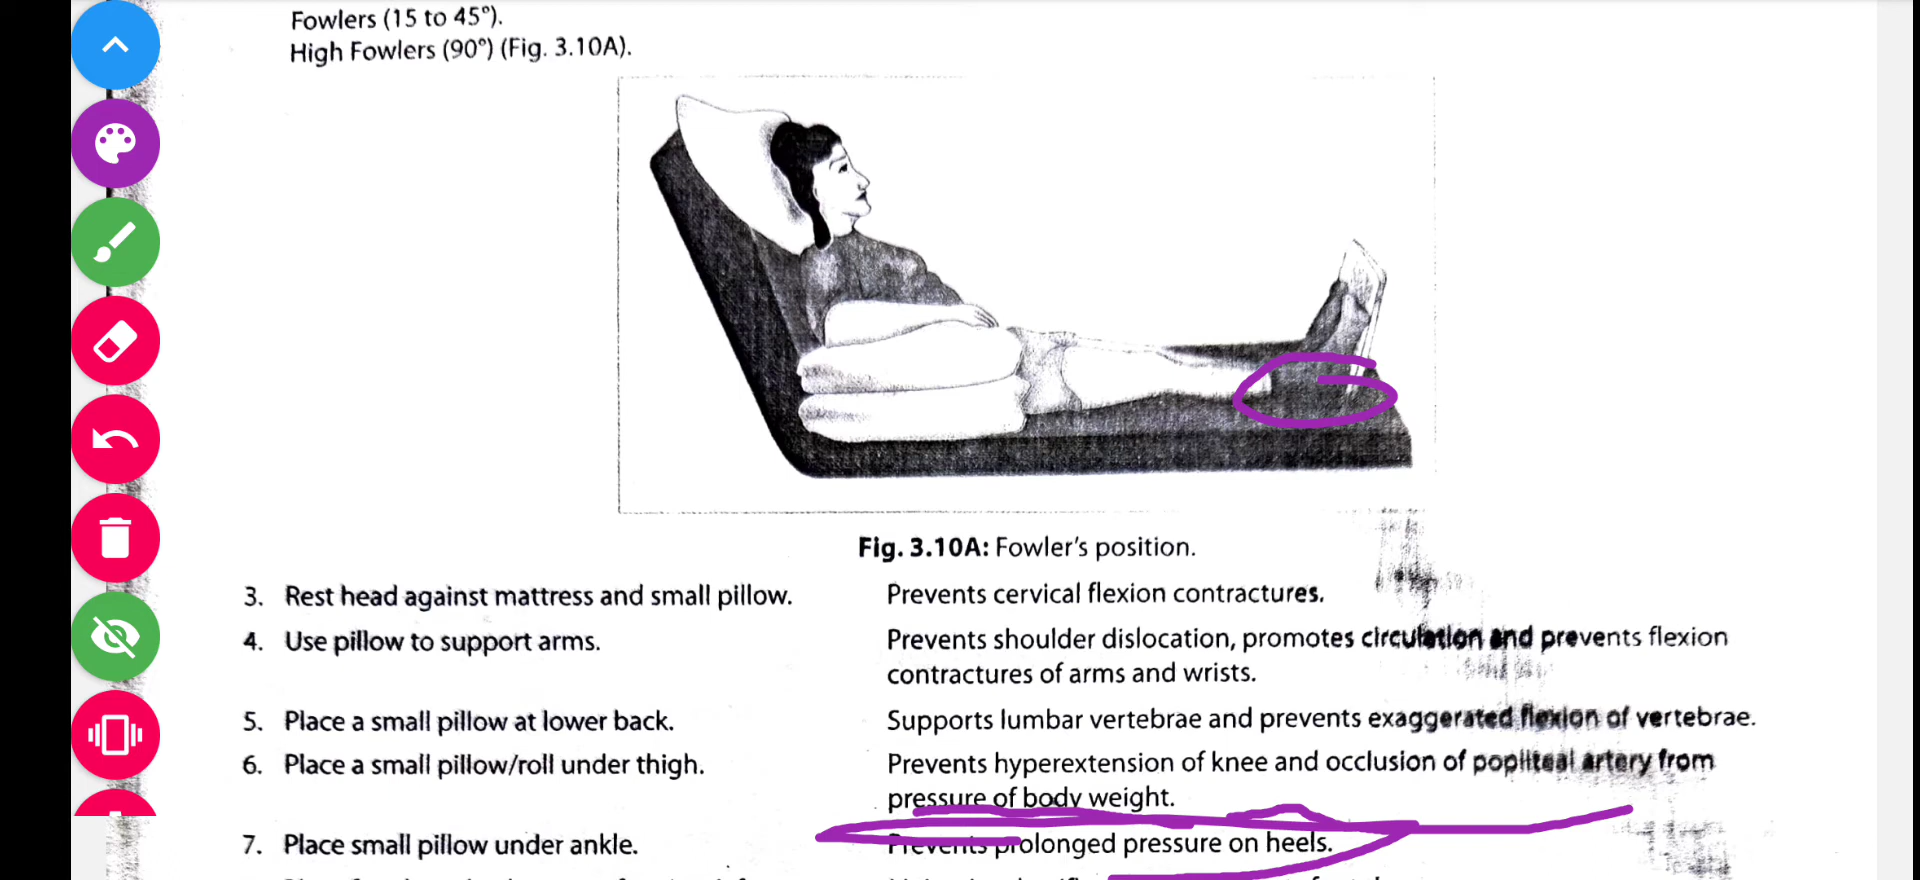 Fowlers (15 to 45°).
High Fowlers (90°) (Fig. 3.10A).
Fig. 3.10A: Fowler's position.
3. Rest head against mattress and small pillow. Prevents cervical flexion contractures.
4. Use pillow to support arms. Prevents shoulder dislocation, promotes circulation and prevents flexion
contractures of arms and wrists.
5. Place a small pillow at lower back. Supports lumbar vertebrae and prevents exaggerated flexion of vertebrae.
6. Place a small pillow/roll under thigh. Prevents hyperextension of knee and occlusion of popliteal artery from
pressure of body weight.
7. Place small pillow under ankle. Prevents prolonged pressure on heels.